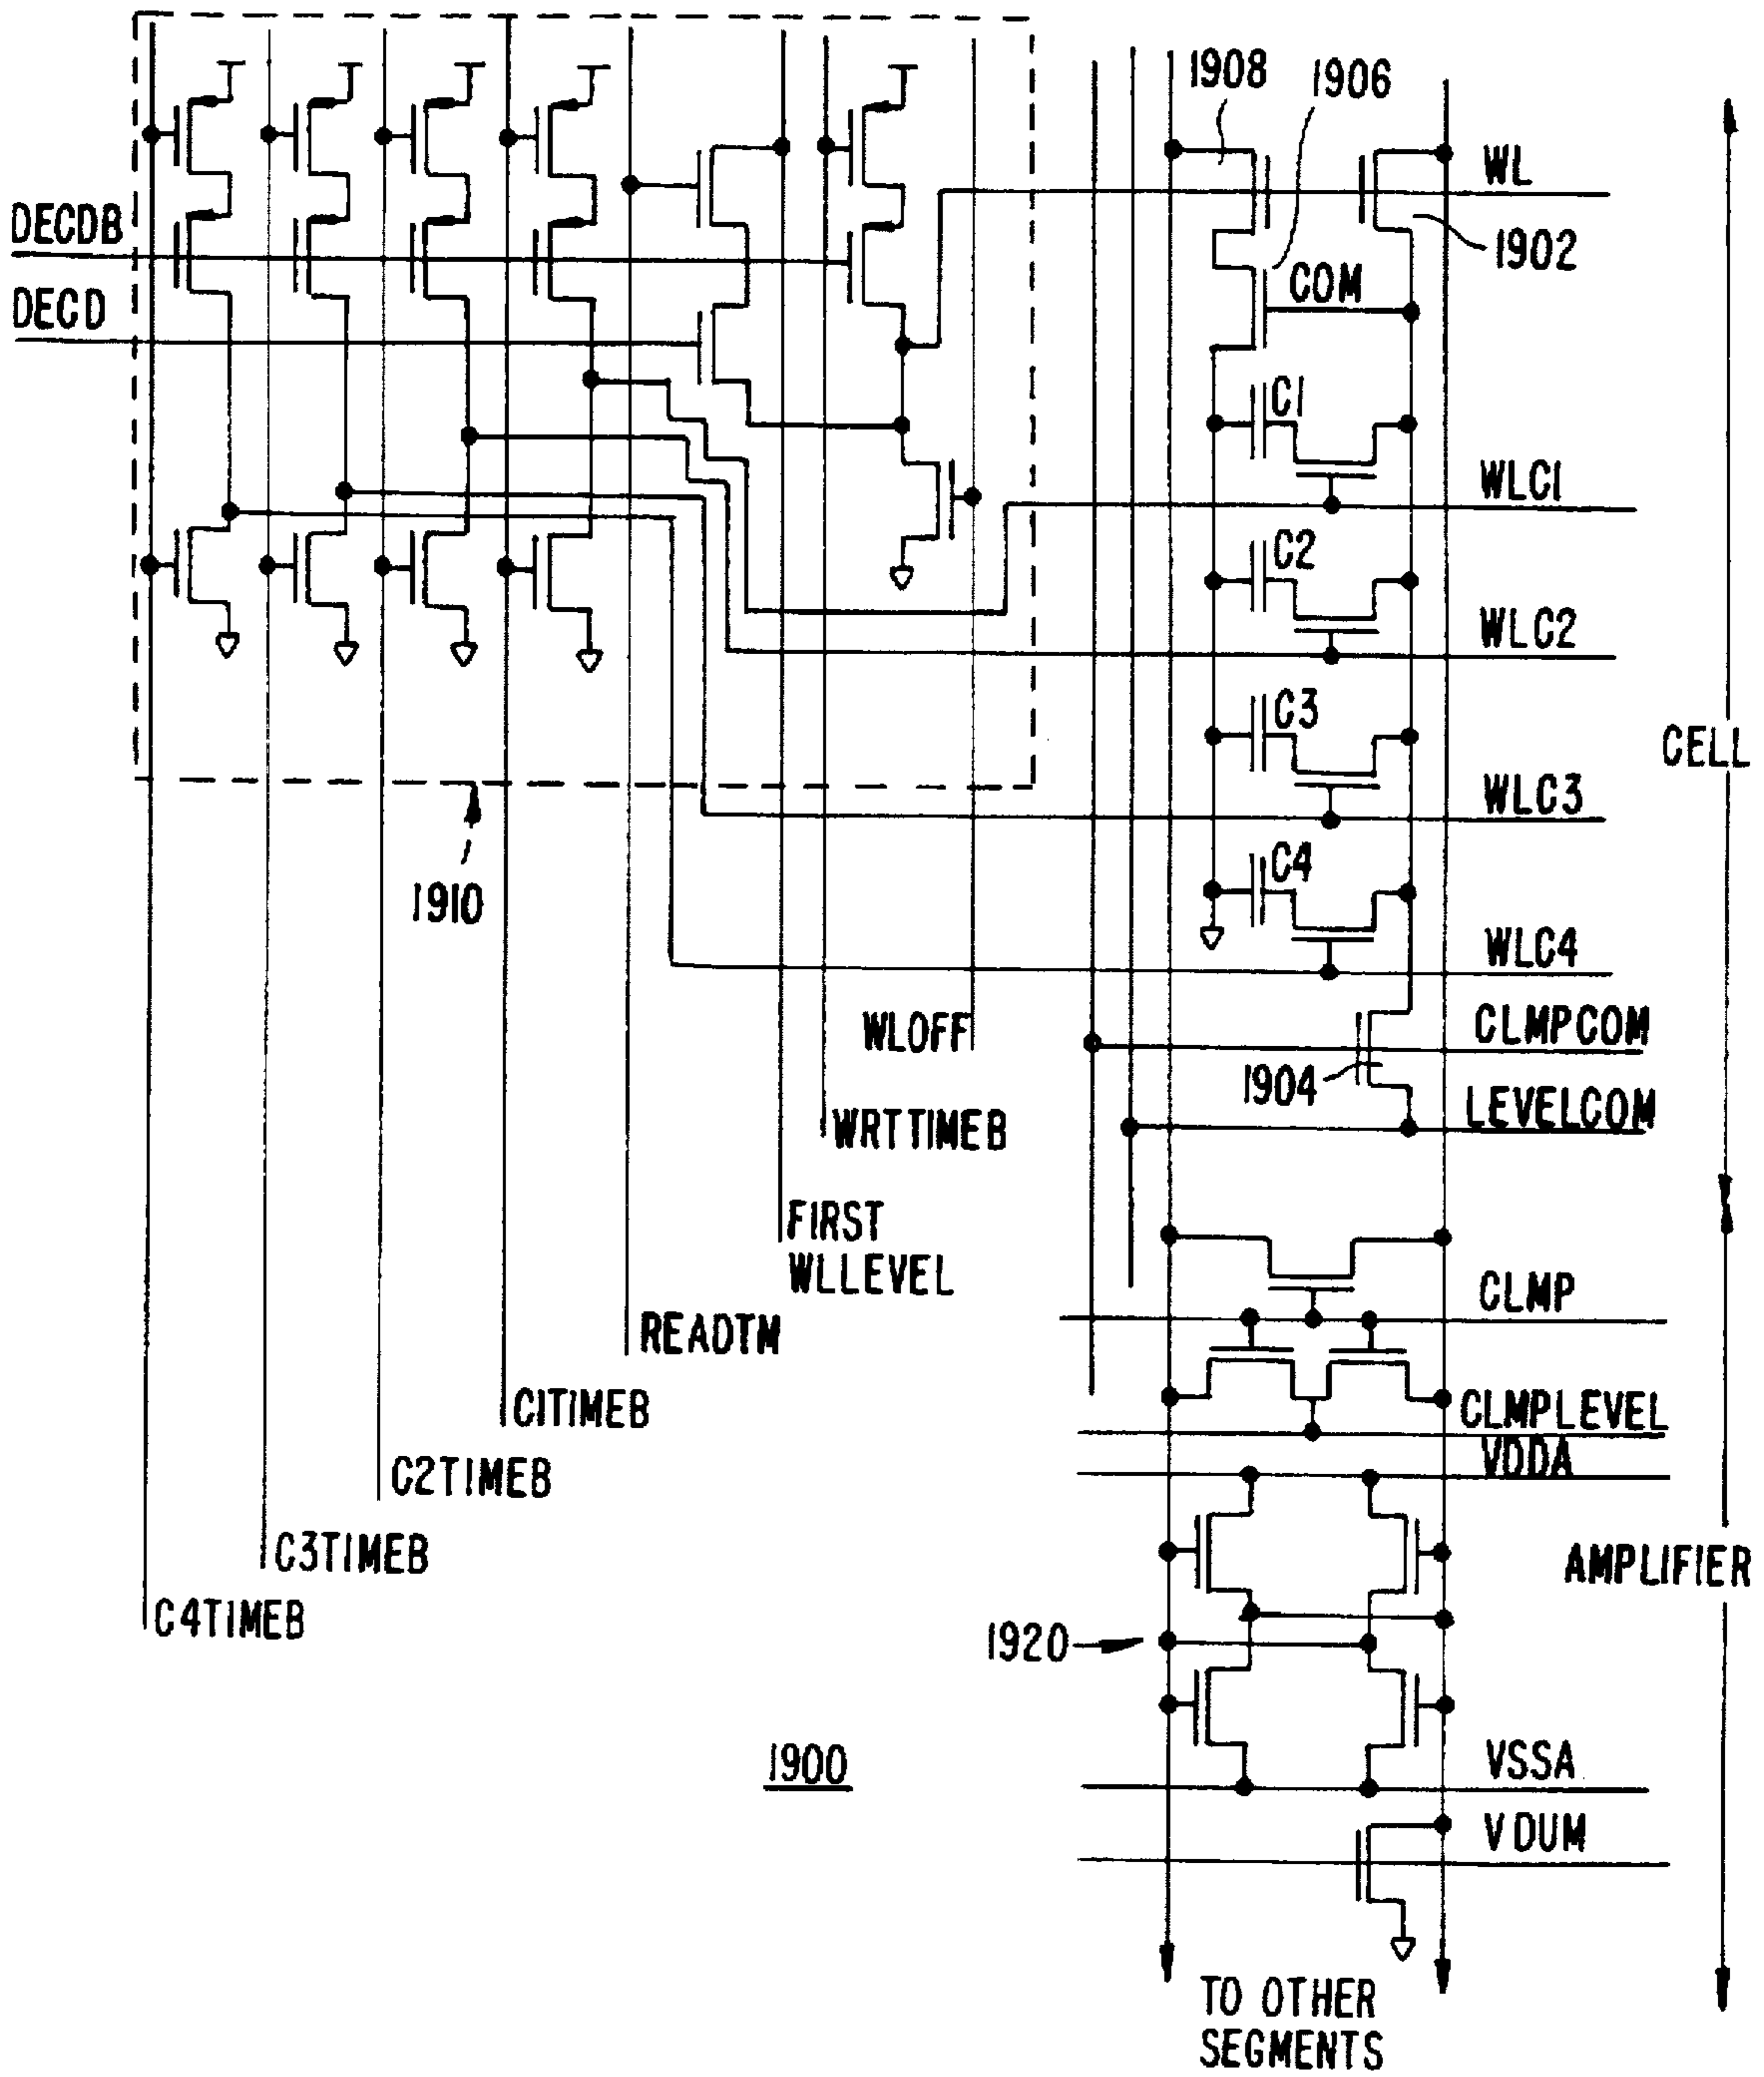 1908
1906
WL
DECDB
1902
COM
DECD
C1
WLC1
C2
WLC2
C3
CELL
WLC3
C4
1910
WLC4
WLOFF
CLMPCOM
1904
LEVELCOM
WRTTIMEB
FIRST
WLLEVEL
CLMP
READTM
C1TIMEB
CLMPLEVEL
VDDA
C2TIMEB
C3TIMEB
AMPLIFIER
C4TIMEB
1920
1900
VSSA
VDUM
TO OTHER
SEGMENTS